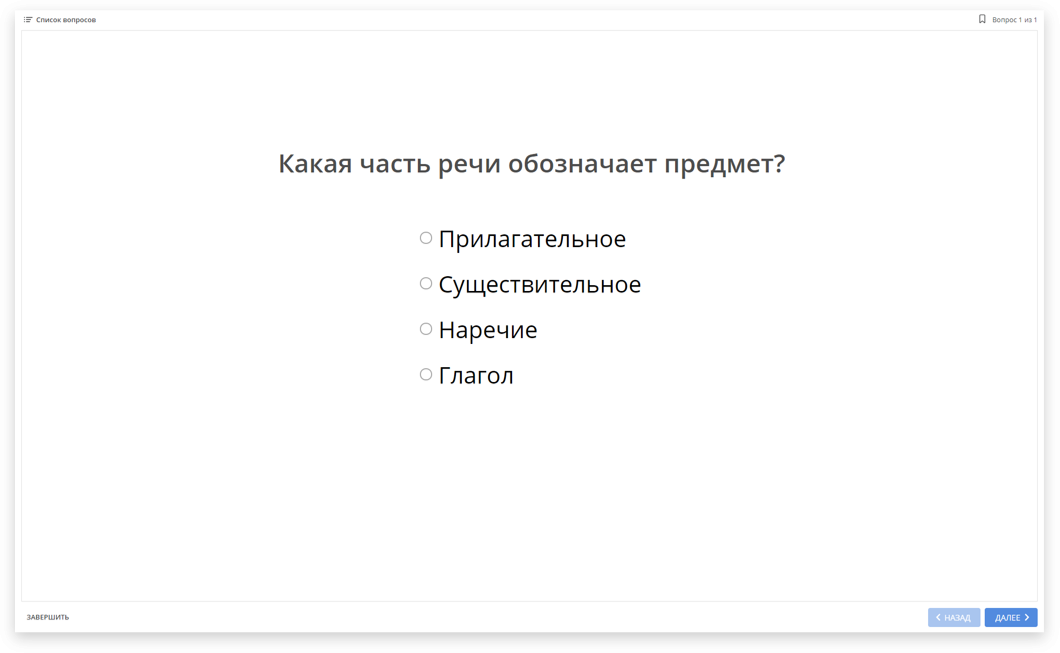 Список вопросов
Вопрос 1 из 1
Какая часть речи обозначает предмет?
Прилагательное
Существительное
Наречие
Глагол
ЗАВЕРШИТЬ
НАЗАД
ДАЛЕЕ